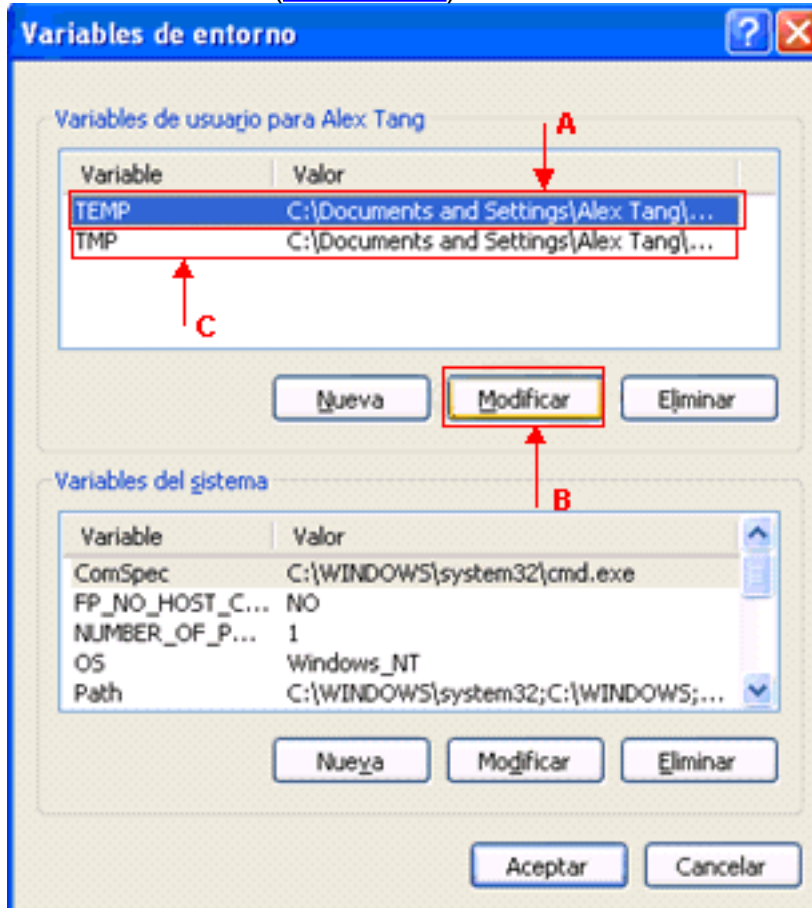 Variables de entorno
Variables de usuario para Alex Tang
A
Variable Valor
TEMP C:\Documents and Settings\Alex Tang\...
TMP C:\Documents and Settings\Alex Tang\...
C
Nueva Modificar Eliminar
B
Variables del sistema
Variable Valor
ComSpec C:\WINDOWS\system32\cmd.exe
FP_NO_HOST_C... NO
NUMBER_OF_P... 1
OS Windows_NT
Path C:\WINDOWS\system32;C:\WINDOWS;...
Nueva Modificar Eliminar
Aceptar Cancelar